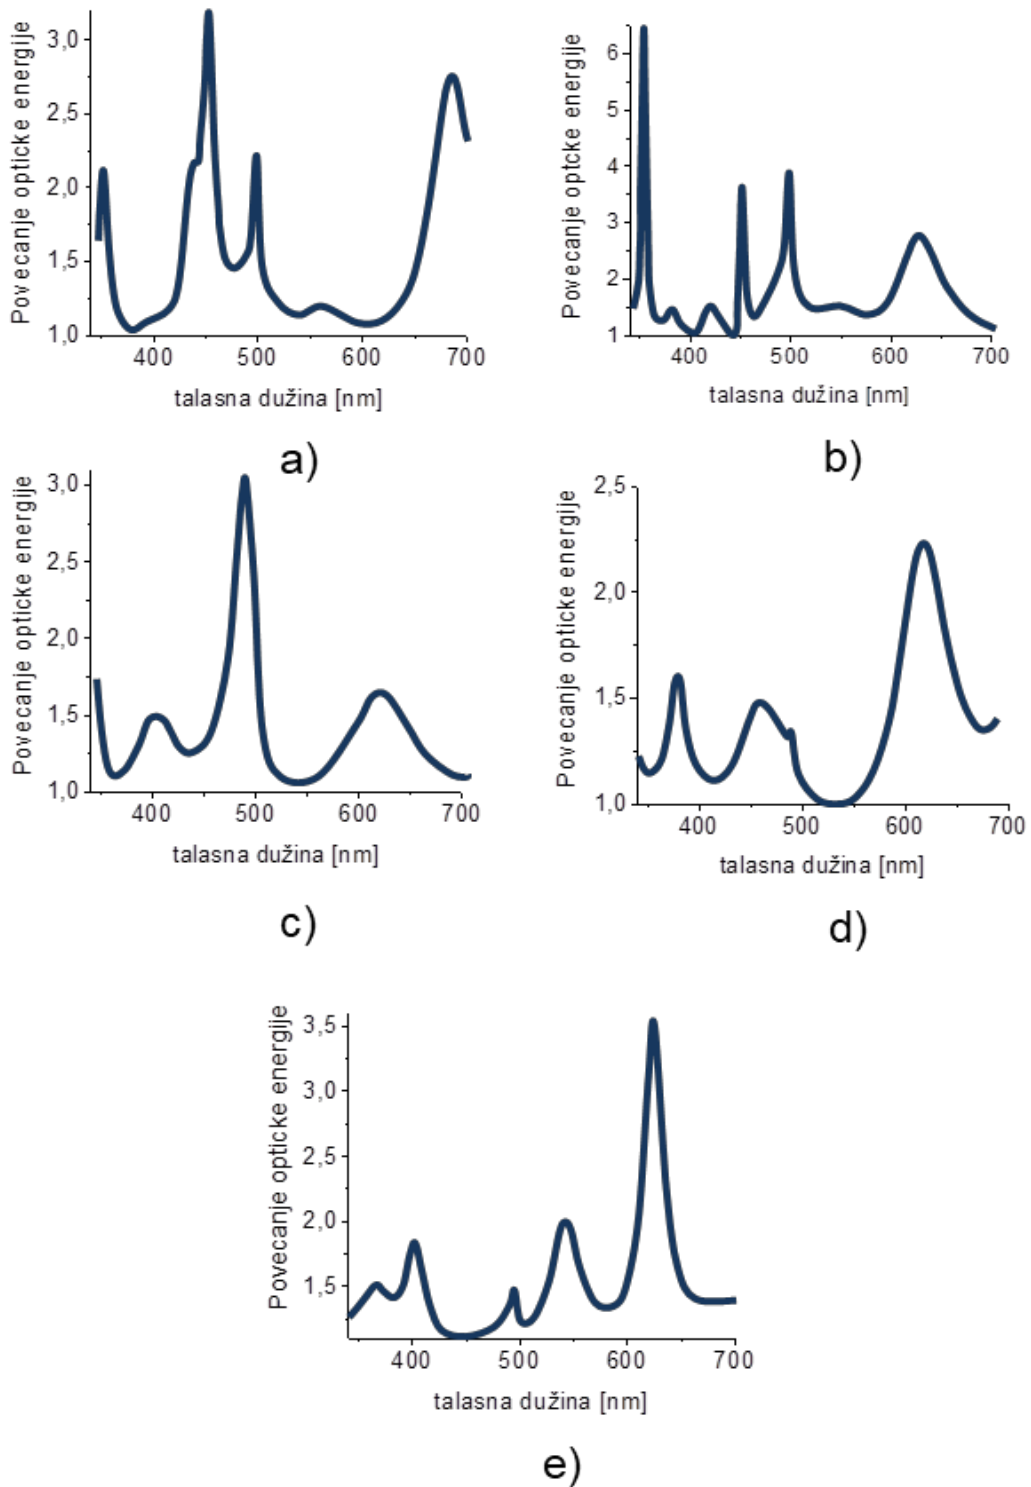 Povecanje opticke energije
3,0
2,5
2,0
1,5
1,0
400 500 600 700
talasna dužina [nm]
a)
Povecanje optcke energije
6
5
4
3
2
1
400 500 600 700
talasna dužina [nm]
b)
Povecanje opticke energije
3,0
2,5
2,0
1,5
1,0
400 500 600 700
talasna dužina [nm]
c)
Povecanje opticke energije
2,5
2,0
1,5
1,0
400 500 600 700
talasna dužina [nm]
d)
Povecanje opticke energije
3,5
3,0
2,5
2,0
1,5
400 500 600 700
talasna dužina [nm]
e)